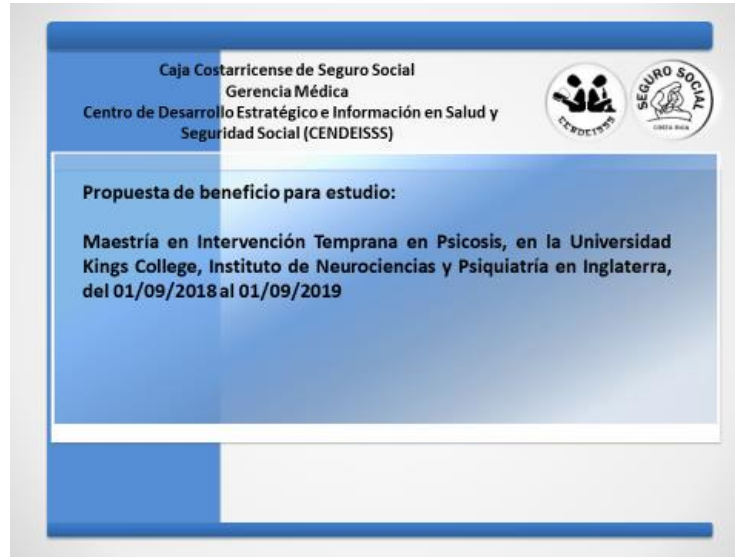 Caja Costarricense de Seguro Social
Gerencia Médica
Centro de Desarrollo Estratégico e Información en Salud y
Seguridad Social (CENDEISSS)
CENDEISSS
SEGURO SOCIAL
COSTA RICA
Propuesta de beneficio para estudio:
Maestría en Intervención Temprana en Psicosis, en la Universidad
Kings College, Instituto de Neurociencias y Psiquiatría en Inglaterra,
del 01/09/2018 al 01/09/2019